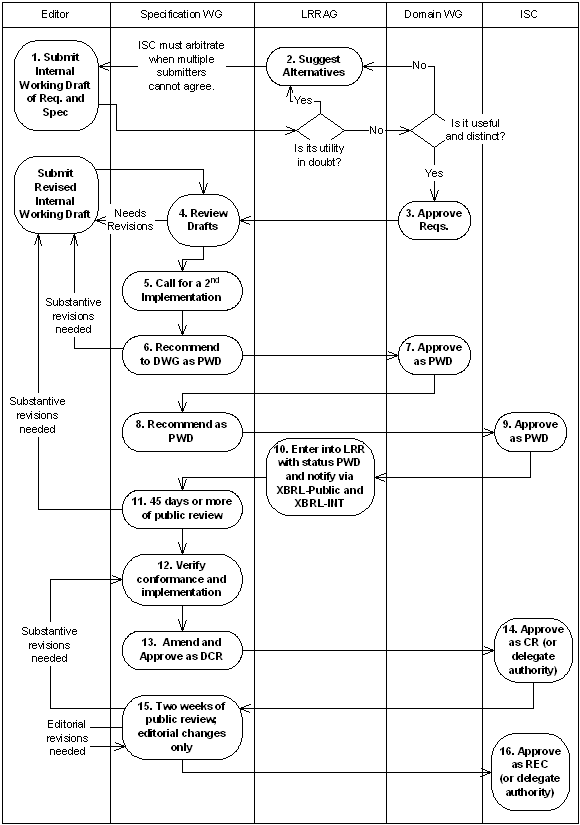 Editor
Specification WG
LRRAG
Domain WG
ISC
1. Submit
Internal
Working Draft
of Req. and
Spec
ISC must arbitrate
when multiple
submitters
cannot agree.
2. Suggest
Alternatives
No
Yes
Is its utility
in doubt?
No
Is it useful
and distinct?
Yes
Submit
Revised
Internal
Working Draft
Needs
Revisions
4. Review
Drafts
3. Approve
Reqs.
5. Call for a 2nd
Implementation
Substantive
revisions
needed
6. Recommend
to DWG as PWD
7. Approve
as PWD
Substantive
revisions
needed
8. Recommend as
PWD
9. Approve
as PWD
10. Enter into LRR
with status PWD
and notify via
XBRL-Public and
XBRL-INT
11. 45 days or more
of public review
12. Verify
conformance and
implementation
Substantive
revisions
needed
13. Amend and
Approve as DCR
14. Approve
as CR (or
delegate
authority)
15. Two weeks of
public review;
editorial changes
only
Editorial
revisions
needed
16. Approve
as REC
(or delegate
authority)